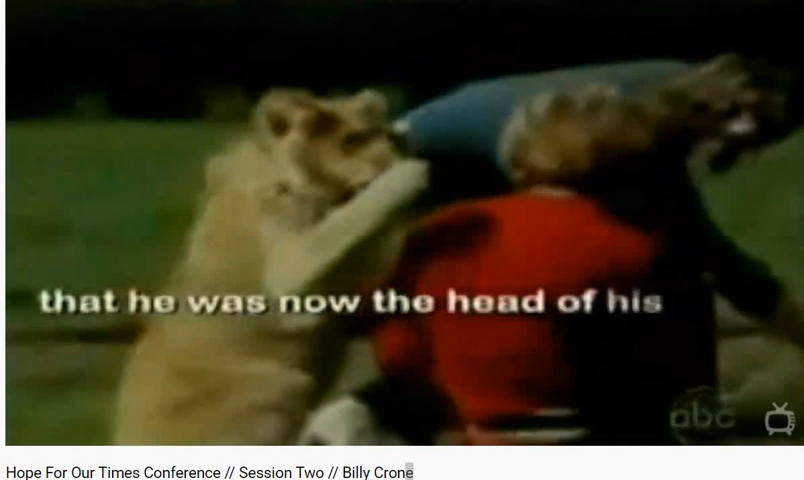 that he was now the head of his
abc
Hope For Our Times Conference // Session Two // Billy Crone